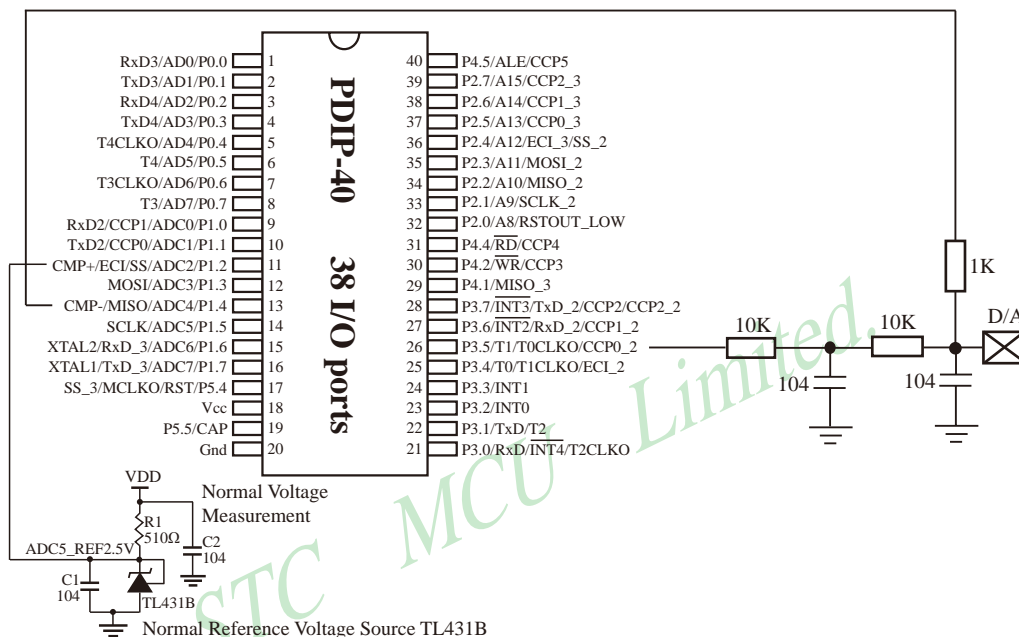 RxD3/AD0/P0.0 1 40 P4.5/ALE/CCP5
TxD3/AD1/P0.1 2 39 P2.7/A15/CCP2_3
RxD4/AD2/P0.2 3 38 P2.6/A14/CCP1_3
TxD4/AD3/P0.3 4 37 P2.5/A13/CCP0_3
T4CLKO/AD4/P0.4 5 36 P2.4/A12/ECI_3/SS_2
T4/AD5/P0.5 6 35 P2.3/A11/MOSI_2
T3CLKO/AD6/P0.6 7 34 P2.2/A10/MISO_2
T3/AD7/P0.7 8 33 P2.1/A9/SCLK_2
RxD2/CCP1/ADC0/P1.0 9 32 P2.0/A8/RSTOUT_LOW
TxD2/CCP0/ADC1/P1.1 10 31 P4.4/RD/CCP4
CMP+/ECI/SS/ADC2/P1.2 11 30 P4.2/WR/CCP3
MOSI/ADC3/P1.3 12 29 P4.1/MISO_3
CMP-/MISO/ADC4/P1.4 13 28 P3.7/INT3/TxD_2/CCP2/CCP2_2
SCLK/ADC5/P1.5 14 27 P3.6/INT2/RxD_2/CCP1_2
XTAL2/RxD_3/ADC6/P1.6 15 26 P3.5/T1/T0CLKO/CCP0_2
XTAL1/TxD_3/ADC7/P1.7 16 25 P3.4/T0/T1CLKO/ECI_2
SS_3/MCLKO/RST/P5.4 17 24 P3.3/INT1
Vcc 18 23 P3.2/INT0
P5.5/CAP 19 22 P3.1/TxD/T2
Gnd 20 21 P3.0/RxD/INT4/T2CLKO
PDIP-40 38 I/O ports
1K
D/A
10K
10K
104
104
VDD
Normal Voltage
Measurement
R1
510Ω
C2
104
ADC5_REF2.5V
C1
104
TL431B
Normal Reference Voltage Source TL431B
STC MCU Limited.